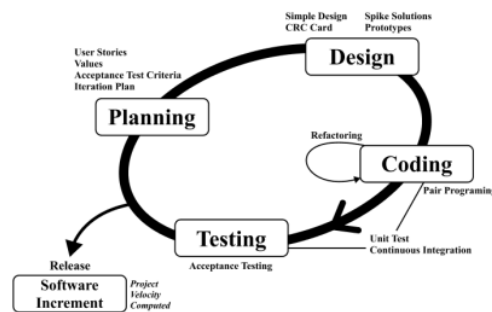 Simple Design
CRC Card
Spike Solutions
Prototypes
Design
User Stories
Values
Acceptance Test Criteria
Iteration Plan
Planning
Refactoring
Coding
Pair Programing
Unit Test
Continuous Integration
Testing
Acceptance Testing
Release
Software
Increment
Project
Velocity
Computed